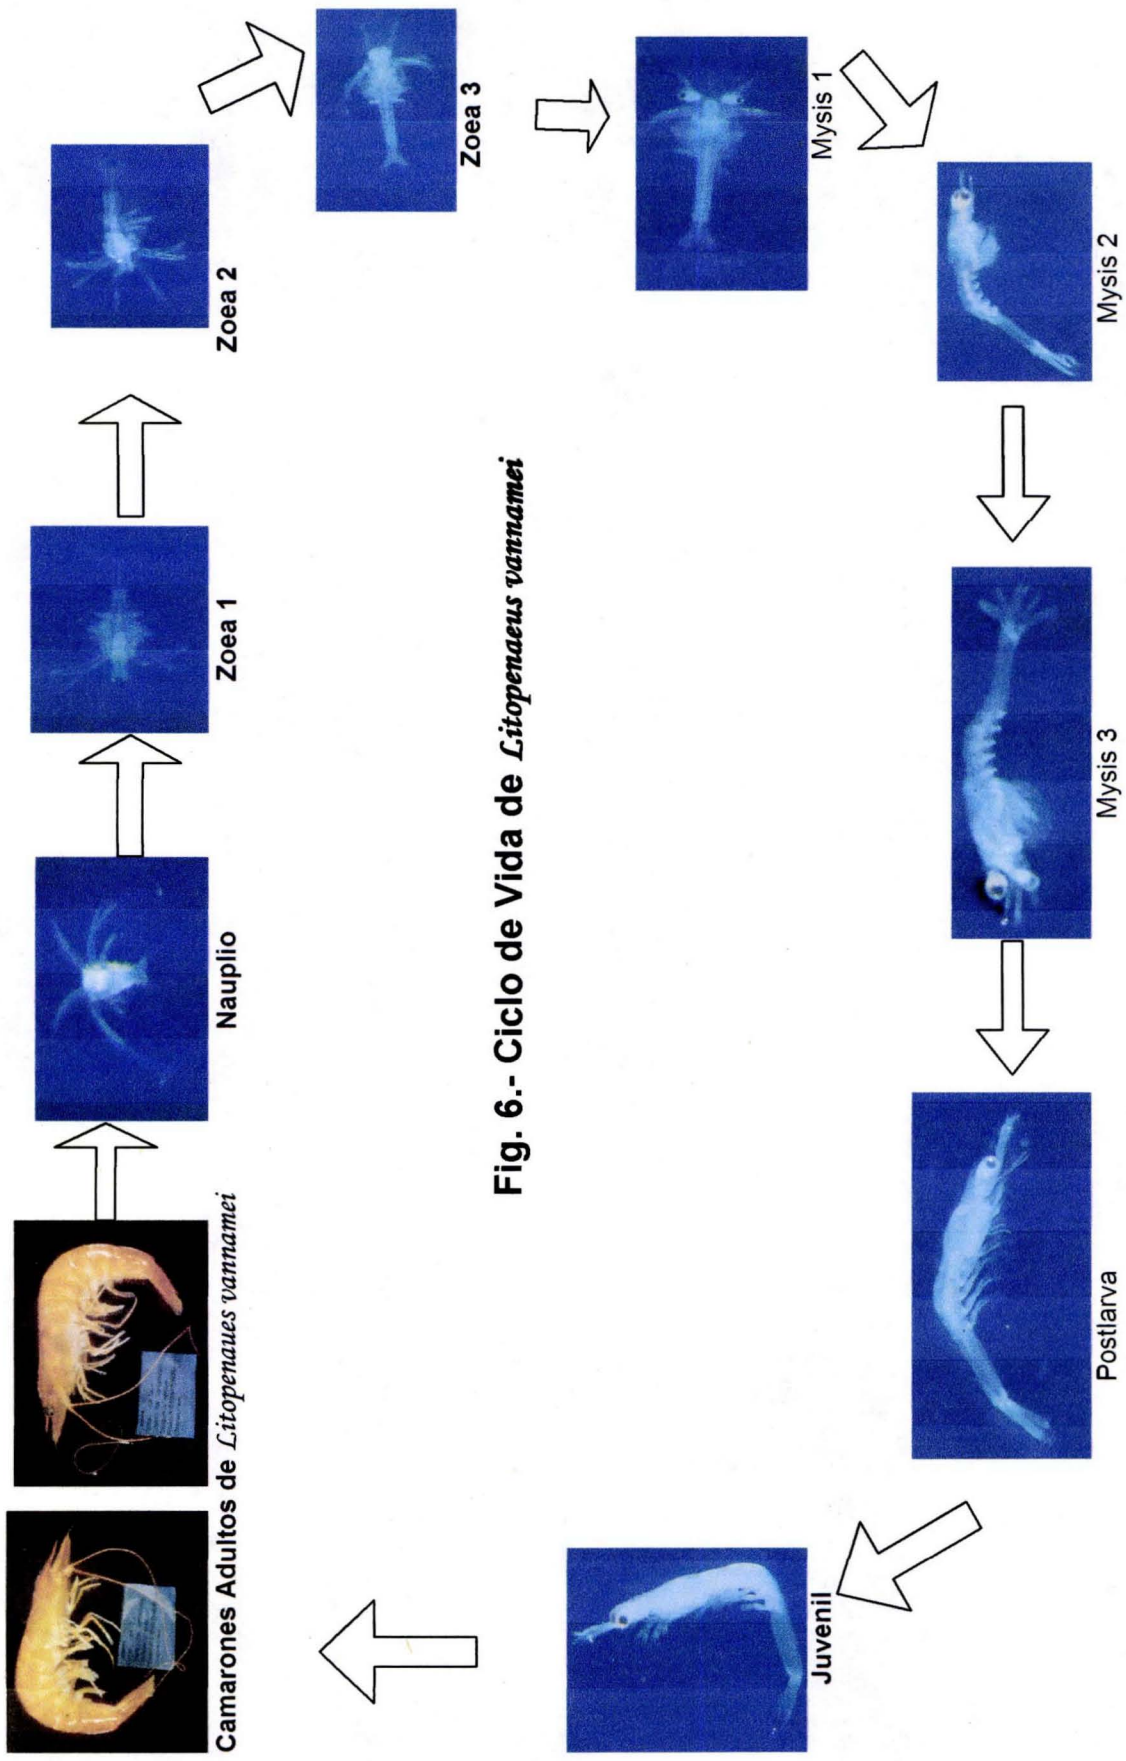 Camarones Adultos de Litopenaues vannamei
Nauplio
Zoea 1
Zoea 2
Zoea 3
Mysis 1
Mysis 2
Mysis 3
Postlarva
Juvenil
Fig. 6.- Ciclo de Vida de Litopenaeus vannamei